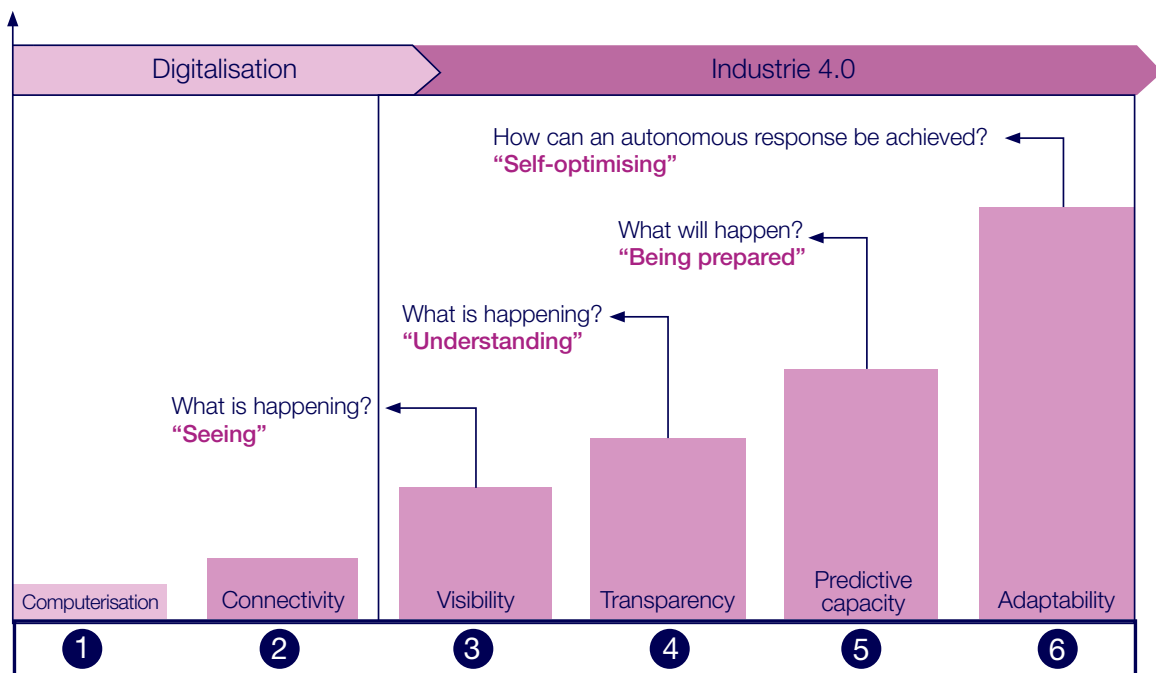 Digitalisation
Industrie 4.0
How can an autonomous response be achieved?
“Self-optimising”
What will happen?
“Being prepared”
What is happening?
“Understanding”
What is happening?
“Seeing”
Computerisation
Connectivity
Visibility
Transparency
Predictive
capacity
Adaptability
1
2
3
4
5
6